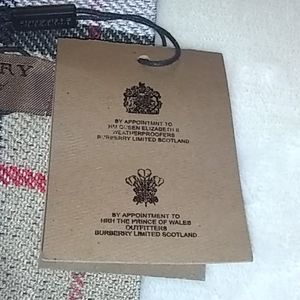 RRY
BY APPOINTMENT TO
HM QUEEN ELIZABETH II
WEATHERPROOFERS
BURBERRY LIMITED SCOTLAND
BY APPOINTMENT TO
HRH THE PRINCE OF WALES
OUTFITTERS
BURBERRY LIMITED SCOTLAND